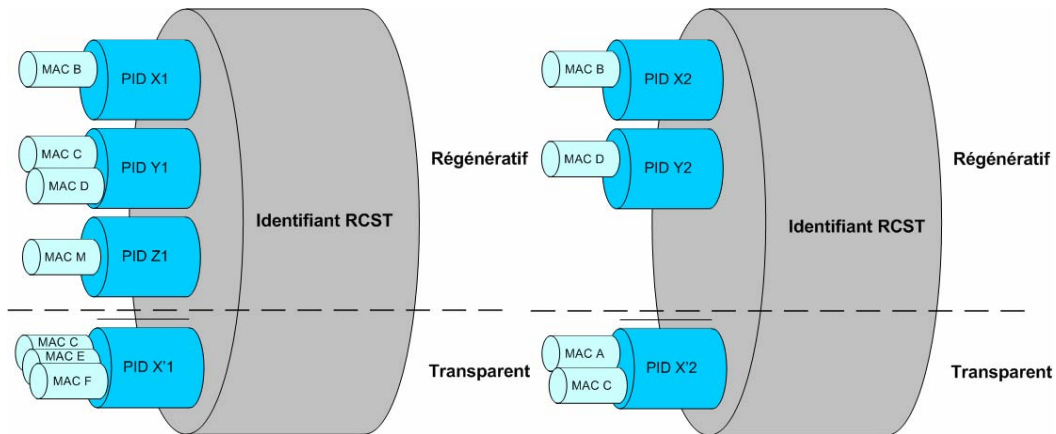 MAC B
PID X1
MAC C
MAC D
PID Y1
MAC M
PID Z1
Identifiant RCST
Régénératif
MAC C
MAC E
MAC F
PID X'1
Transparent
MAC B
PID X2
MAC D
PID Y2
Identifiant RCST
Régénératif
MAC A
MAC C
PID X'2
Transparent